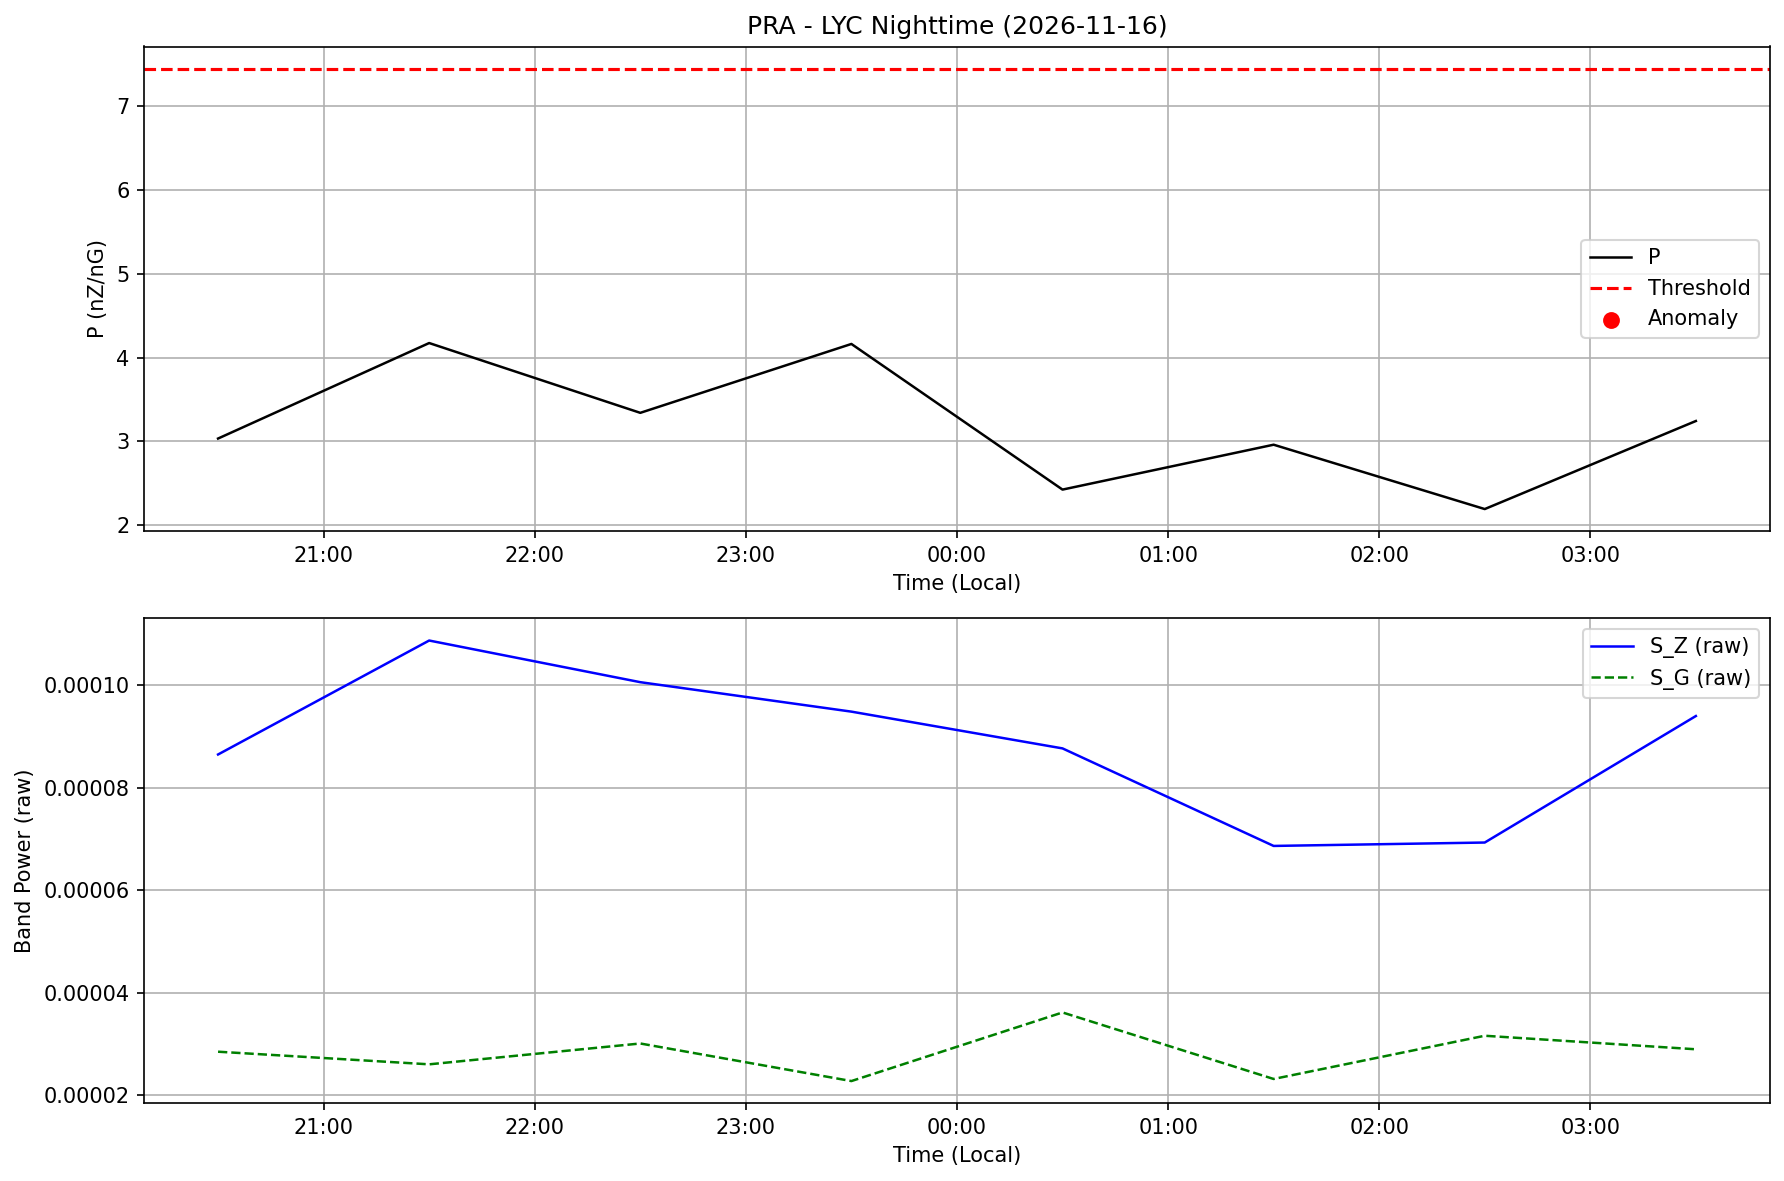 PRA - LYC Nighttime (2026-11-16)
P (nZ/nG)
7
6
5
4
3
2
P
Threshold
Anomaly
21:00 22:00 23:00 00:00 01:00 02:00 03:00
Time (Local)
Band Power (raw)
0.00010
0.00008
0.00006
0.00004
0.00002
S_Z (raw)
S_G (raw)
21:00 22:00 23:00 00:00 01:00 02:00 03:00
Time (Local)